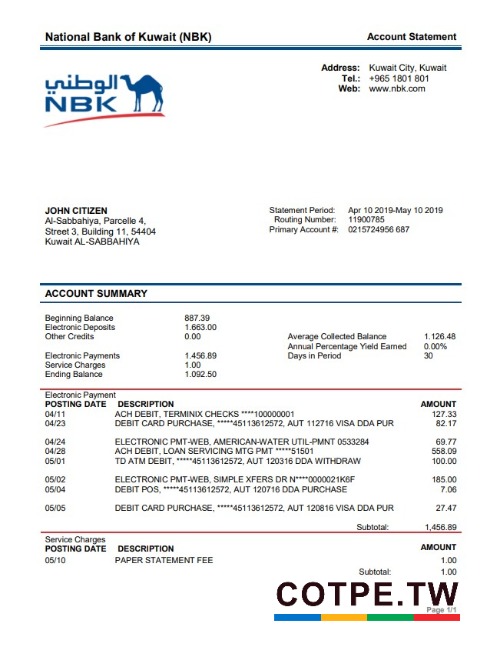 National Bank of Kuwait (NBK) Account Statement
Address: Kuwait City, Kuwait
Tel.: +965 1801 801
Web: www.nbk.com
الوطني
NBK
JOHN CITIZEN
Al-Sabbahiya, Parcelle 4,
Street 3, Building 11, 54404
Kuwait AL-SABBAHIYA
Statement Period: Apr 10 2019-May 10 2019
Routing Number: 11900785
Primary Account #: 0215724956 687
ACCOUNT SUMMARY
Beginning Balance 887.39
Electronic Deposits 1.663.00
Other Credits 0.00
Electronic Payments 1.456.89
Service Charges 1.00
Ending Balance 1.092.50
Average Collected Balance 1.126.48
Annual Percentage Yield Earned 0.00%
Days in Period 30
Electronic Payment
POSTING DATE DESCRIPTION AMOUNT
04/11 ACH DEBIT, TERMINIX CHECKS ****100000001 127.33
04/23 DEBIT CARD PURCHASE, *****45113612572, AUT 112716 VISA DDA PUR 82.17
04/24 ELECTRONIC PMT-WEB, AMERICAN-WATER UTIL-PMNT 0533284 69.77
04/28 ACH DEBIT, LOAN SERVICING MTG PMT *****51501 558.09
05/01 TD ATM DEBIT, *****45113612572, AUT 120316 DDA WITHDRAW 100.00
05/02 ELECTRONIC PMT-WEB, SIMPLE XFERS DR N****0000021K6F 185.00
05/04 DEBIT POS, *****45113612572, AUT 120716 DDA PURCHASE 7.06
05/05 DEBIT CARD PURCHASE, *****45113612572, AUT 120816 VISA DDA PUR 27.47
Subtotal: 1,456.89
Service Charges
POSTING DATE DESCRIPTION AMOUNT
05/10 PAPER STATEMENT FEE 1.00
Subtotal: 1.00
COTPE.TW
Page 1/1